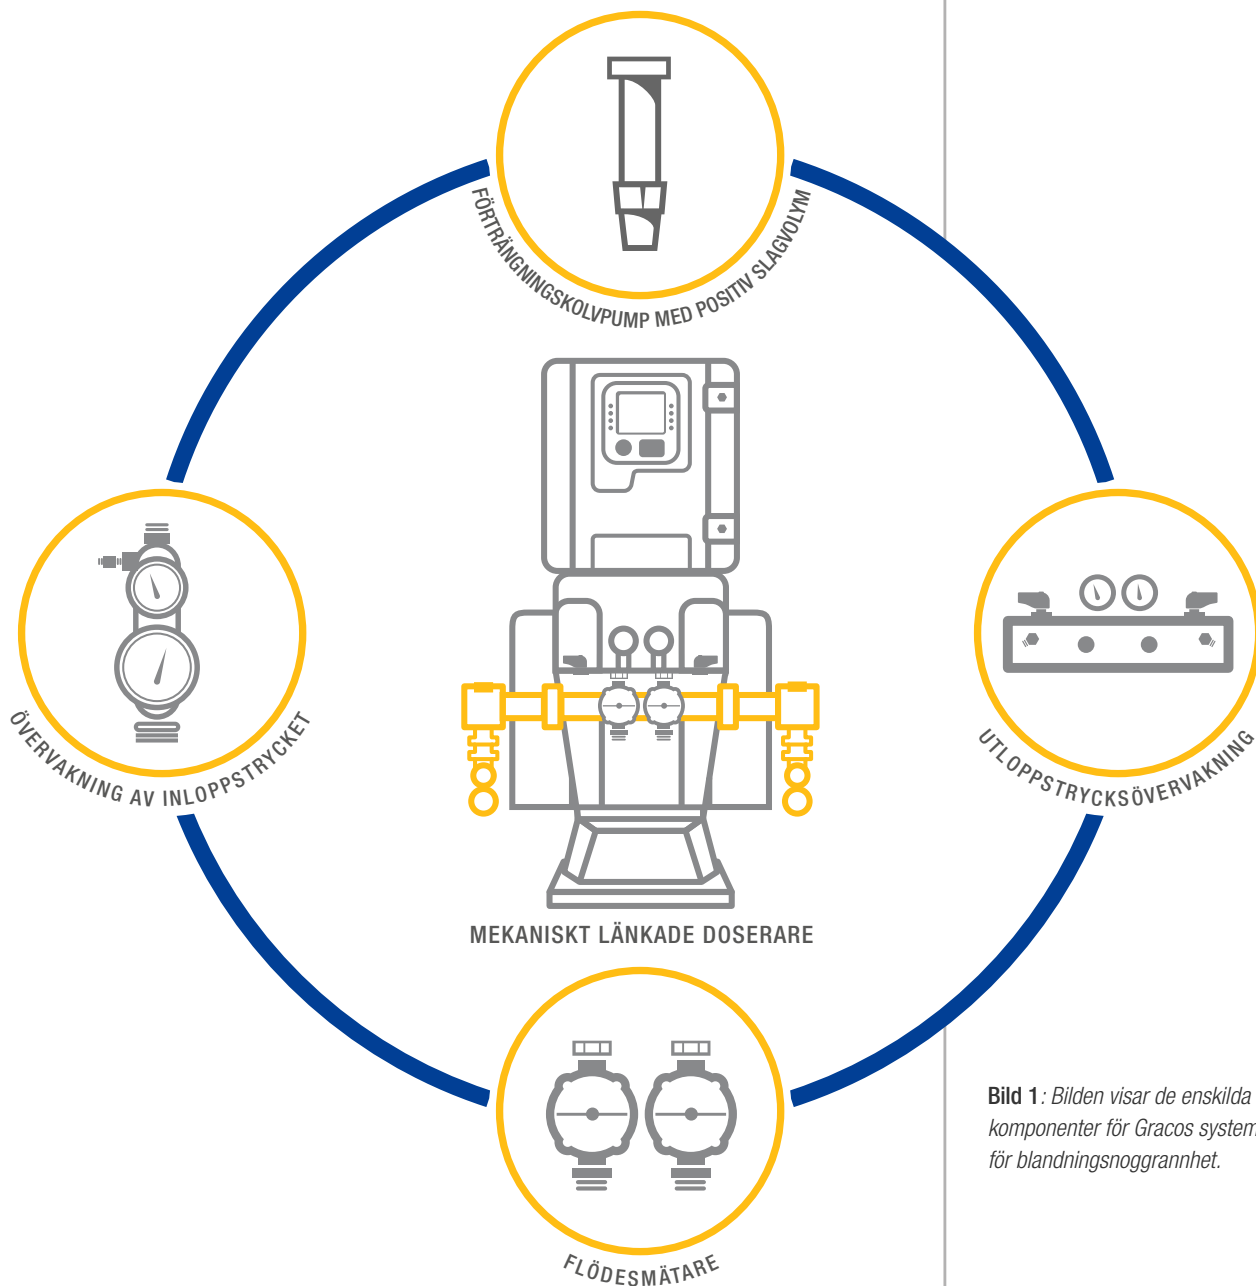 FÖRTRÄNGNINGSKOLVPUMP MED POSITIV SLAGVOLYM
ÖVERVAKNING AV INLOPPSTRYCKET
UTLOPPSTRYCKSÖVERVAKNING
MEKANISKT LÄNKADE DOSERARE
FLÖDESMÄTARE
Bild 1: Bilden visar de enskilda
komponenter för Gracos system
för blandningsnoggrannhet.